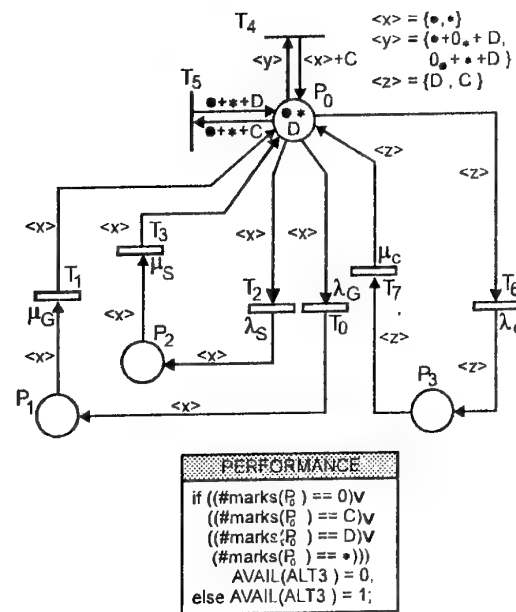 T4
<x> = {●,*}
<y> = {*+0*+D,
0●+*+D}
<z> = {D, C}
<y>
<x>+C
T5
●+*+D
●+*+C
P0
●*
D
<z>
<z>
<x>
<x>
<x>
<x>
T3
μS
T1
μG
T2
λS
λG
T0
μC
T7
T6
<x>
<x>
P2
<x>
<z>
<z>
P1
<x>
P3
PERFORMANCE
if ((#marks(P0) == 0)v
((#marks(P0) == C)v
((#marks(P0) == D)v
(#marks(P0) == *)))
AVAIL(ALT3) = 0,
else AVAIL(ALT3) = 1;